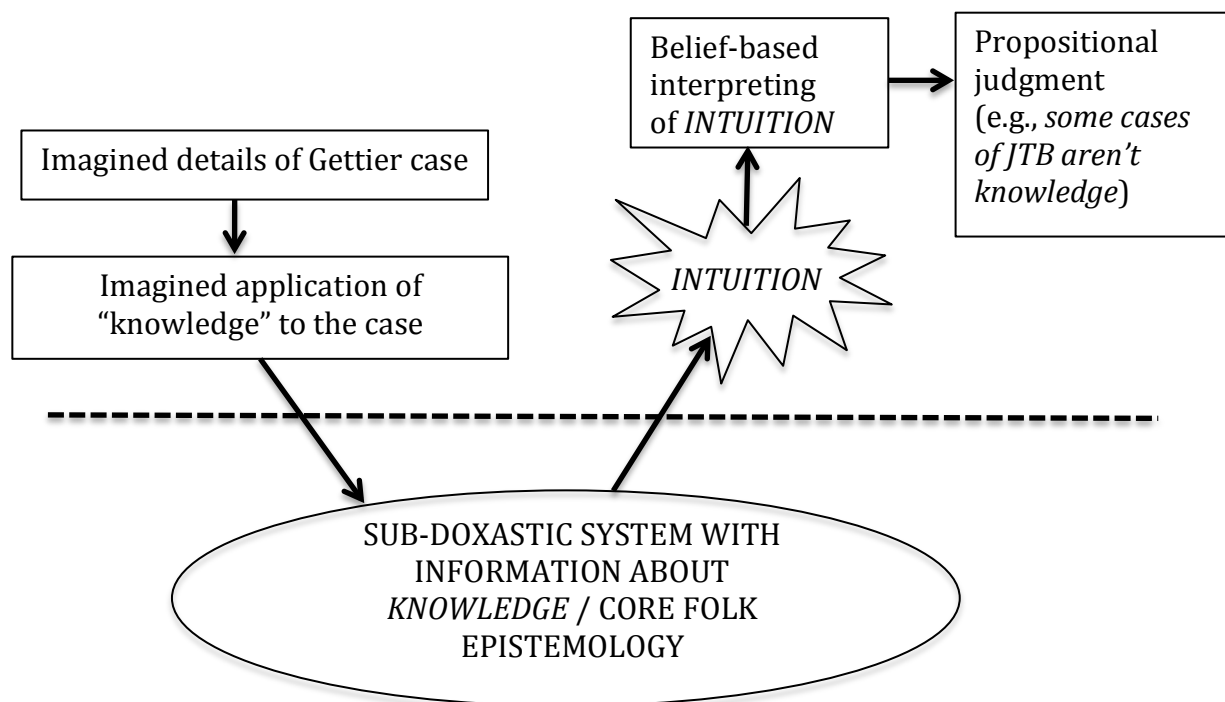 Imagined details of Gettier case
Imagined application of
“knowledge” to the case
SUB-DOXASTIC SYSTEM WITH
INFORMATION ABOUT
KNOWLEDGE / CORE FOLK
EPISTEMOLOGY
INTUITION
Belief-based
interpreting
of INTUITION
Propositional
judgment
(e.g., some cases
of JTB aren’t
knowledge)